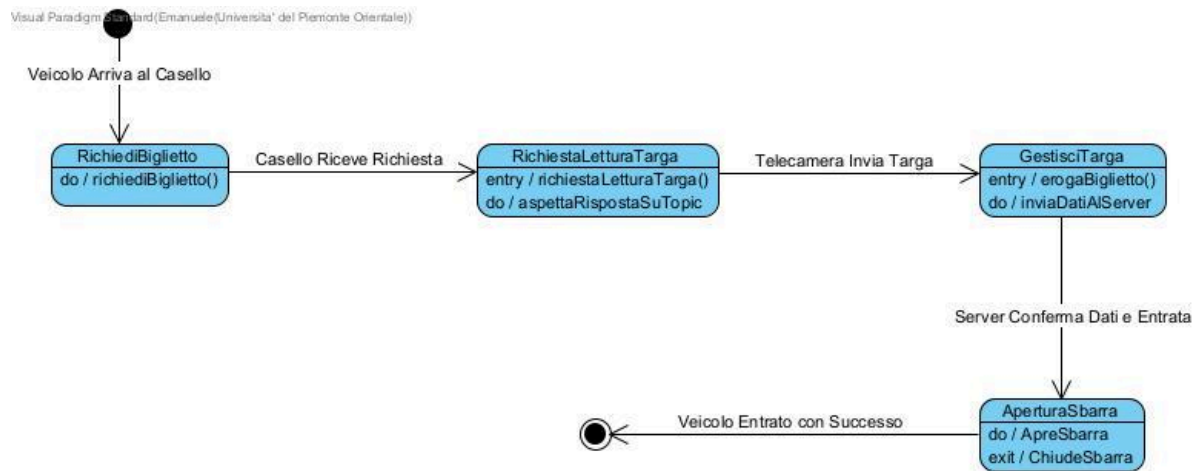 Visual Paradigm Standard(Emanuele(Universita' del Piemonte Orientale))
Veicolo Arriva al Casello
RichiediBiglietto
do / richiediBiglietto()
Casello Riceve Richiesta
RichiestaLetturaTarga
entry / richiestaLetturaTarga()
do / aspettaRispostaSuTopic
Telecamera Invia Targa
GestisciTarga
entry / erogaBiglietto()
do / inviaDatiAlServer
Server Conferma Dati e Entrata
AperturaSbarra
do / ApreSbarra
exit / ChiudeSbarra
Veicolo Entrato con Successo